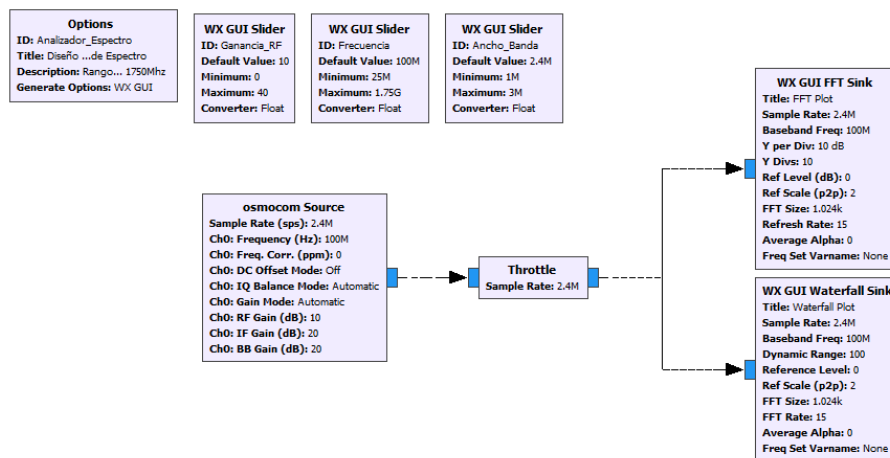 Options
ID: Analizador_Espectro
Title: Diseño ...de Espectro
Description: Rango... 1750Mhz
Generate Options: WX GUI
WX GUI Slider
ID: Ganancia_RF
Default Value: 10
Minimum: 0
Maximum: 40
Converter: Float
WX GUI Slider
ID: Frecuencia
Default Value: 100M
Minimum: 25M
Maximum: 1.75G
Converter: Float
WX GUI Slider
ID: Ancho_Banda
Default Value: 2.4M
Minimum: 1M
Maximum: 3M
Converter: Float
osmocom Source
Sample Rate (sps): 2.4M
Ch0: Frequency (Hz): 100M
Ch0: Freq. Corr. (ppm): 0
Ch0: DC Offset Mode: Off
Ch0: IQ Balance Mode: Automatic
Ch0: Gain Mode: Automatic
Ch0: RF Gain (dB): 10
Ch0: IF Gain (dB): 20
Ch0: BB Gain (dB): 20
Throttle
Sample Rate: 2.4M
WX GUI FFT Sink
Title: FFT Plot
Sample Rate: 2.4M
Baseband Freq: 100M
Y per Div: 10 dB
Y Divs: 10
Ref Level (dB): 0
Ref Scale (p2p): 2
FFT Size: 1.024k
Refresh Rate: 15
Average Alpha: 0
Freq Set Varname: None
WX GUI Waterfall Sink
Title: Waterfall Plot
Sample Rate: 2.4M
Baseband Freq: 100M
Dynamic Range: 100
Reference Level: 0
Ref Scale (p2p): 2
FFT Size: 1.024k
FFT Rate: 15
Average Alpha: 0
Freq Set Varname: None